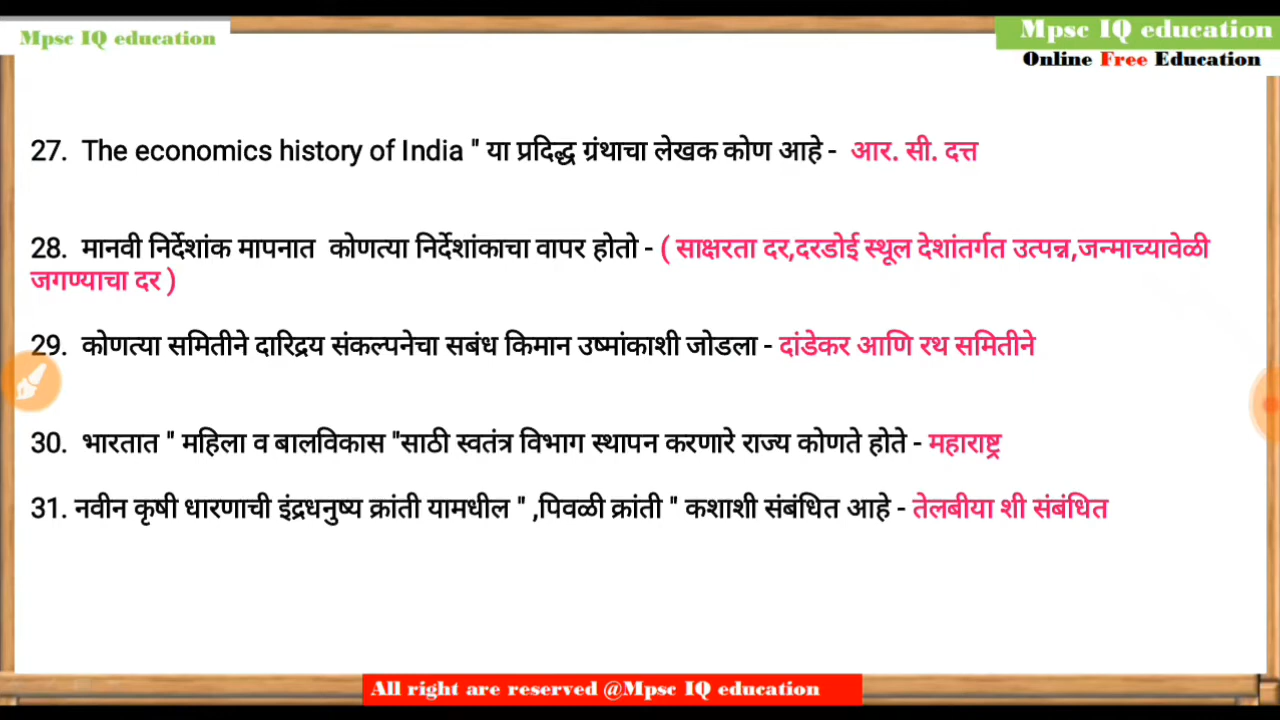 Mpsc IQ education
Mpsc IQ education
Online Free Education
27. The economics history of India " या प्रदिद्ध ग्रंथाचा लेखक कोण आहे - आर. सी. दत्त
28. मानवी निर्देशांक मापनात कोणत्या निर्देशांकाचा वापर होतो - ( साक्षरता दर,दरडोई स्थूल देशांतर्गत उत्पन्न,जन्माच्यावेळी
जगण्याचा दर )
29. कोणत्या समितीने दारिद्रय संकल्पनेचा सबंध किमान उष्मांकाशी जोडला - दांडेकर आणि रथ समितीने
30. भारतात " महिला व बालविकास "साठी स्वतंत्र विभाग स्थापन करणारे राज्य कोणते होते - महाराष्ट्र
31. नवीन कृषी धारणाची इंद्रधनुष्य क्रांती यामधील " ,पिवळी क्रांती " कशाशी संबंधित आहे - तेलबीया शी संबंधित
All right are reserved @Mpsc IQ education